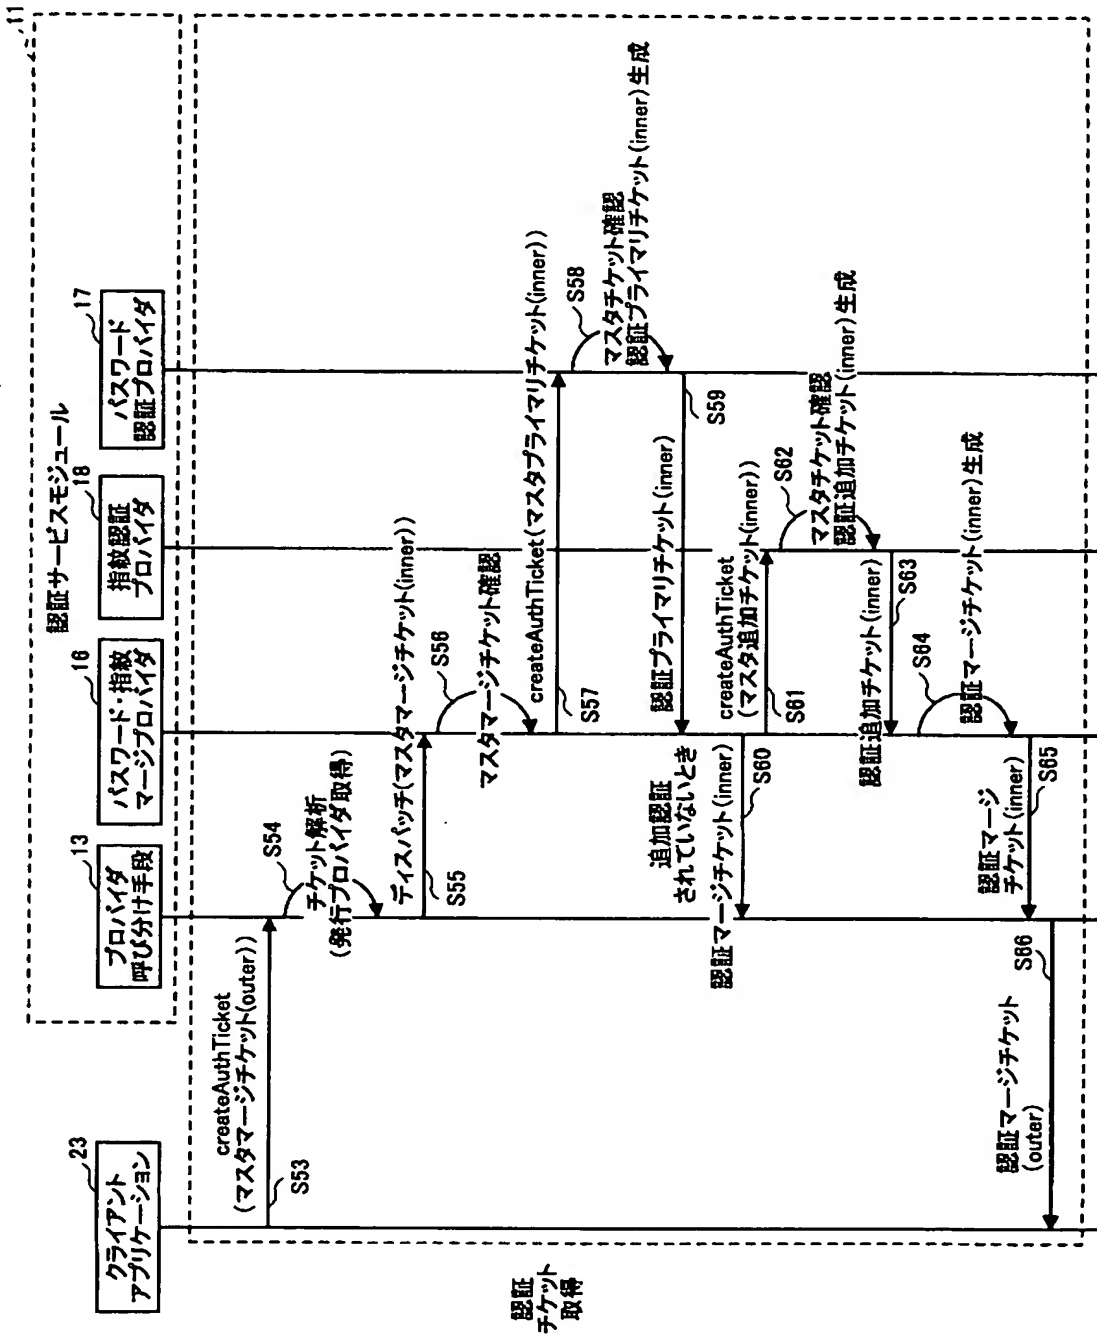 11
認証サービスモジュール
23
クライアント
アプリケーション
13
プロバイダ
呼び分け手段
16
パスワード・指紋
マージプロバイダ
18
指紋認証
プロバイダ
17
パスワード
認証プロバイダ
認証
チケット
取得
createAuthTicket
(マスタマージチケット(outer))
S53
S54
チケット解析
(発行プロバイダ取得)
ディスパッチ(マスタマージチケット(inner))
S55
S56
マスタマージチケット確認
createAuthTicket(マスタプライマリチケット(inner))
S57
S58
マスタチケット確認
認証プライマリチケット(inner)生成
認証プライマリチケット(inner)
S59
追加認証
されていないとき
認証マージチケット(inner)
S60
createAuthTicket
(マスタ追加チケット(inner))
S61
S62
マスタチケット確認
認証追加チケット(inner)生成
認証追加チケット(inner)
S63
S64
認証マージチケット(inner)生成
認証マージ
チケット(inner)
S65
認証マージチケット
(outer)
S66